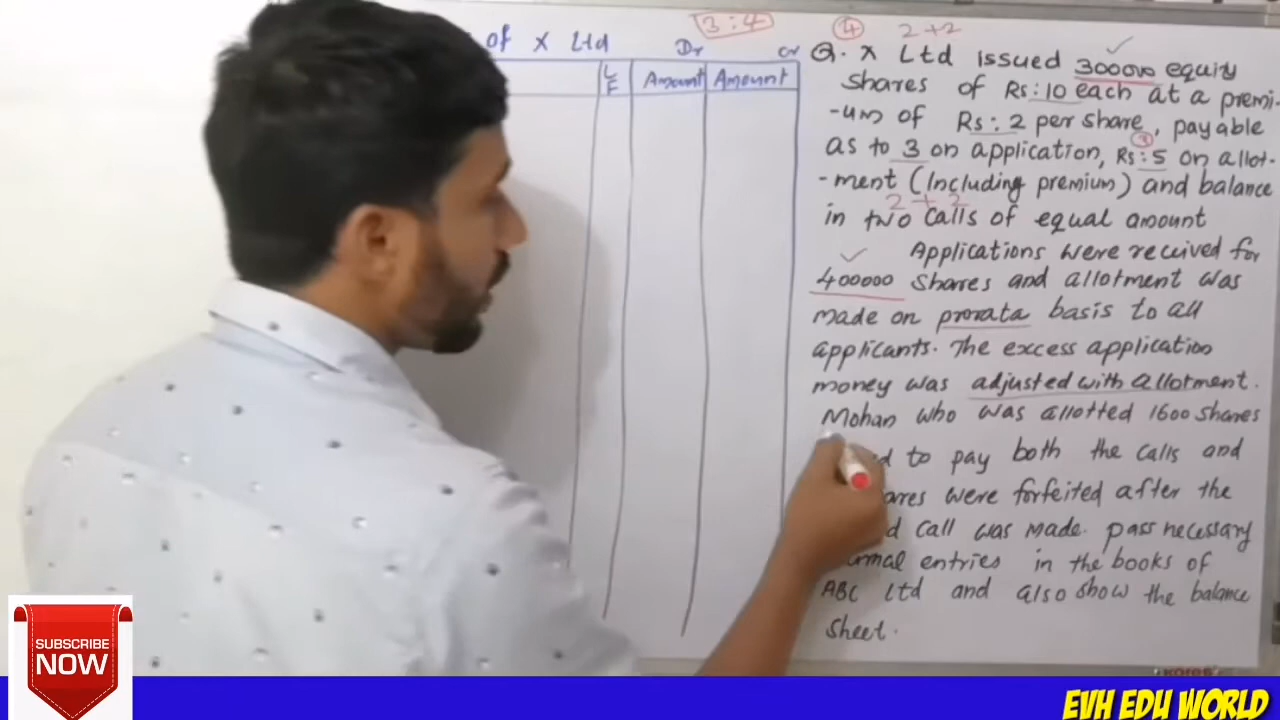 of X Ltd
Dr
cr
3:4
L
F
Amount
Amount
④
2+2
Q. X Ltd issued 300000 equity
shares of Rs:10 each at a premi-
-um of Rs: 2 per share, payable
as to 3 on application, Rs:5 on allot-
-ment (Including premium) and balance
2 + 2
in two calls of equal amount
Applications were received for
400000 shares and allotment was
made on prorata basis to all
applicants. The excess application
money was adjusted with allotment.
Mohan who was allotted 1600 shares
to pay both the calls and
were forfeited after the
call was made. pass necessary
entries in the books of
ABC Ltd and also show the balance
sheet.
SUBSCRIBE
NOW
EVH EDU WORLD